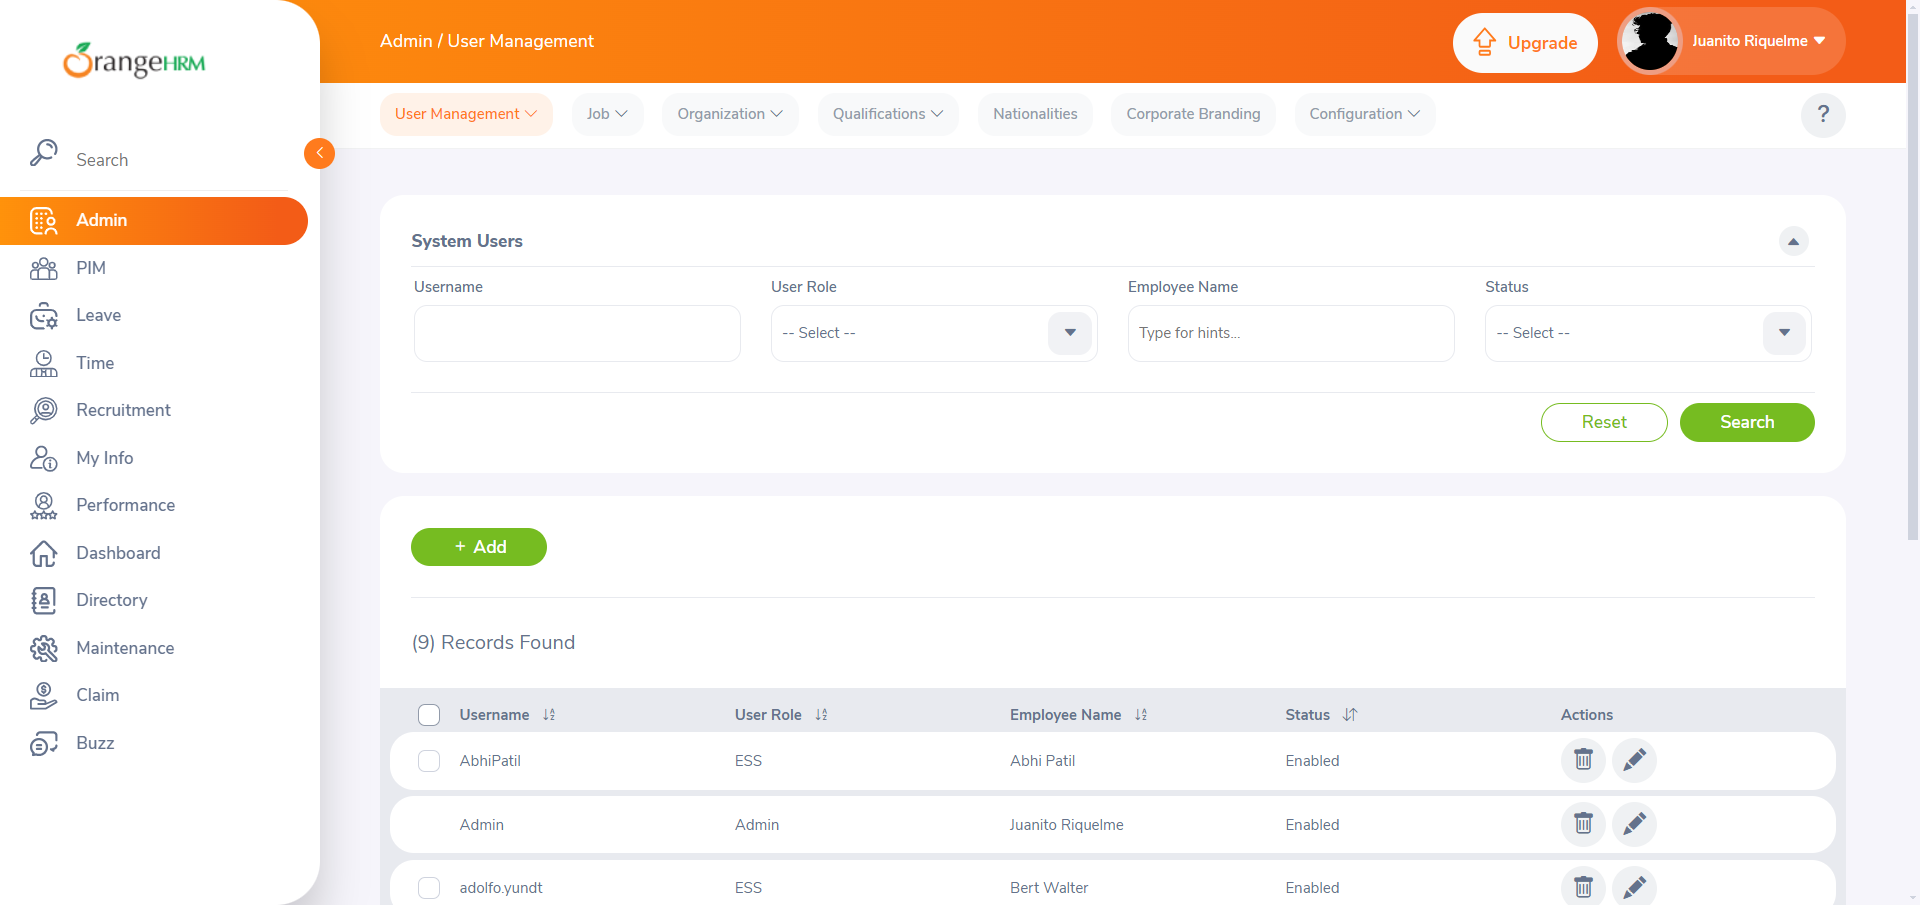 Admin / User Management
Upgrade
Juanito Riquelme
OrangeHRM
User Management
Job
Organization
Qualifications
Nationalities
Corporate Branding
Configuration
?
Search
Admin
PIM
Leave
Time
Recruitment
My Info
Performance
Dashboard
Directory
Maintenance
Claim
Buzz
System Users
Username User Role Employee Name Status
-- Select -- Type for hints... -- Select --
Reset Search
+ Add
(9) Records Found
Username User Role Employee Name Status Actions
AbhiPatil ESS Abhi Patil Enabled
Admin Admin Juanito Riquelme Enabled
adolfo.yundt ESS Bert Walter Enabled